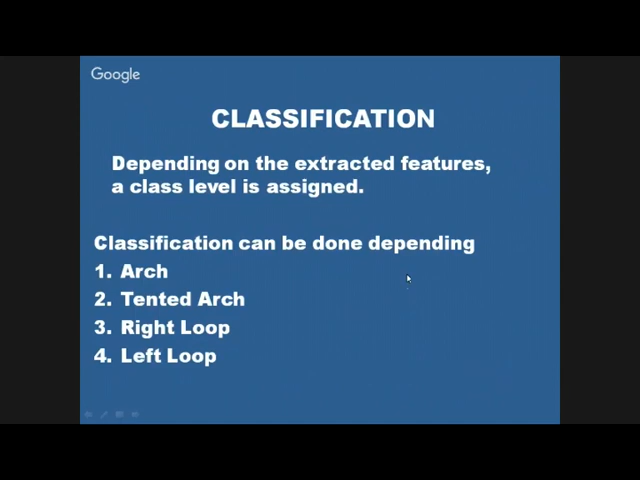 Google
CLASSIFICATION
Depending on the extracted features,
a class level is assigned.
Classification can be done depending
1. Arch
2. Tented Arch
3. Right Loop
4. Left Loop